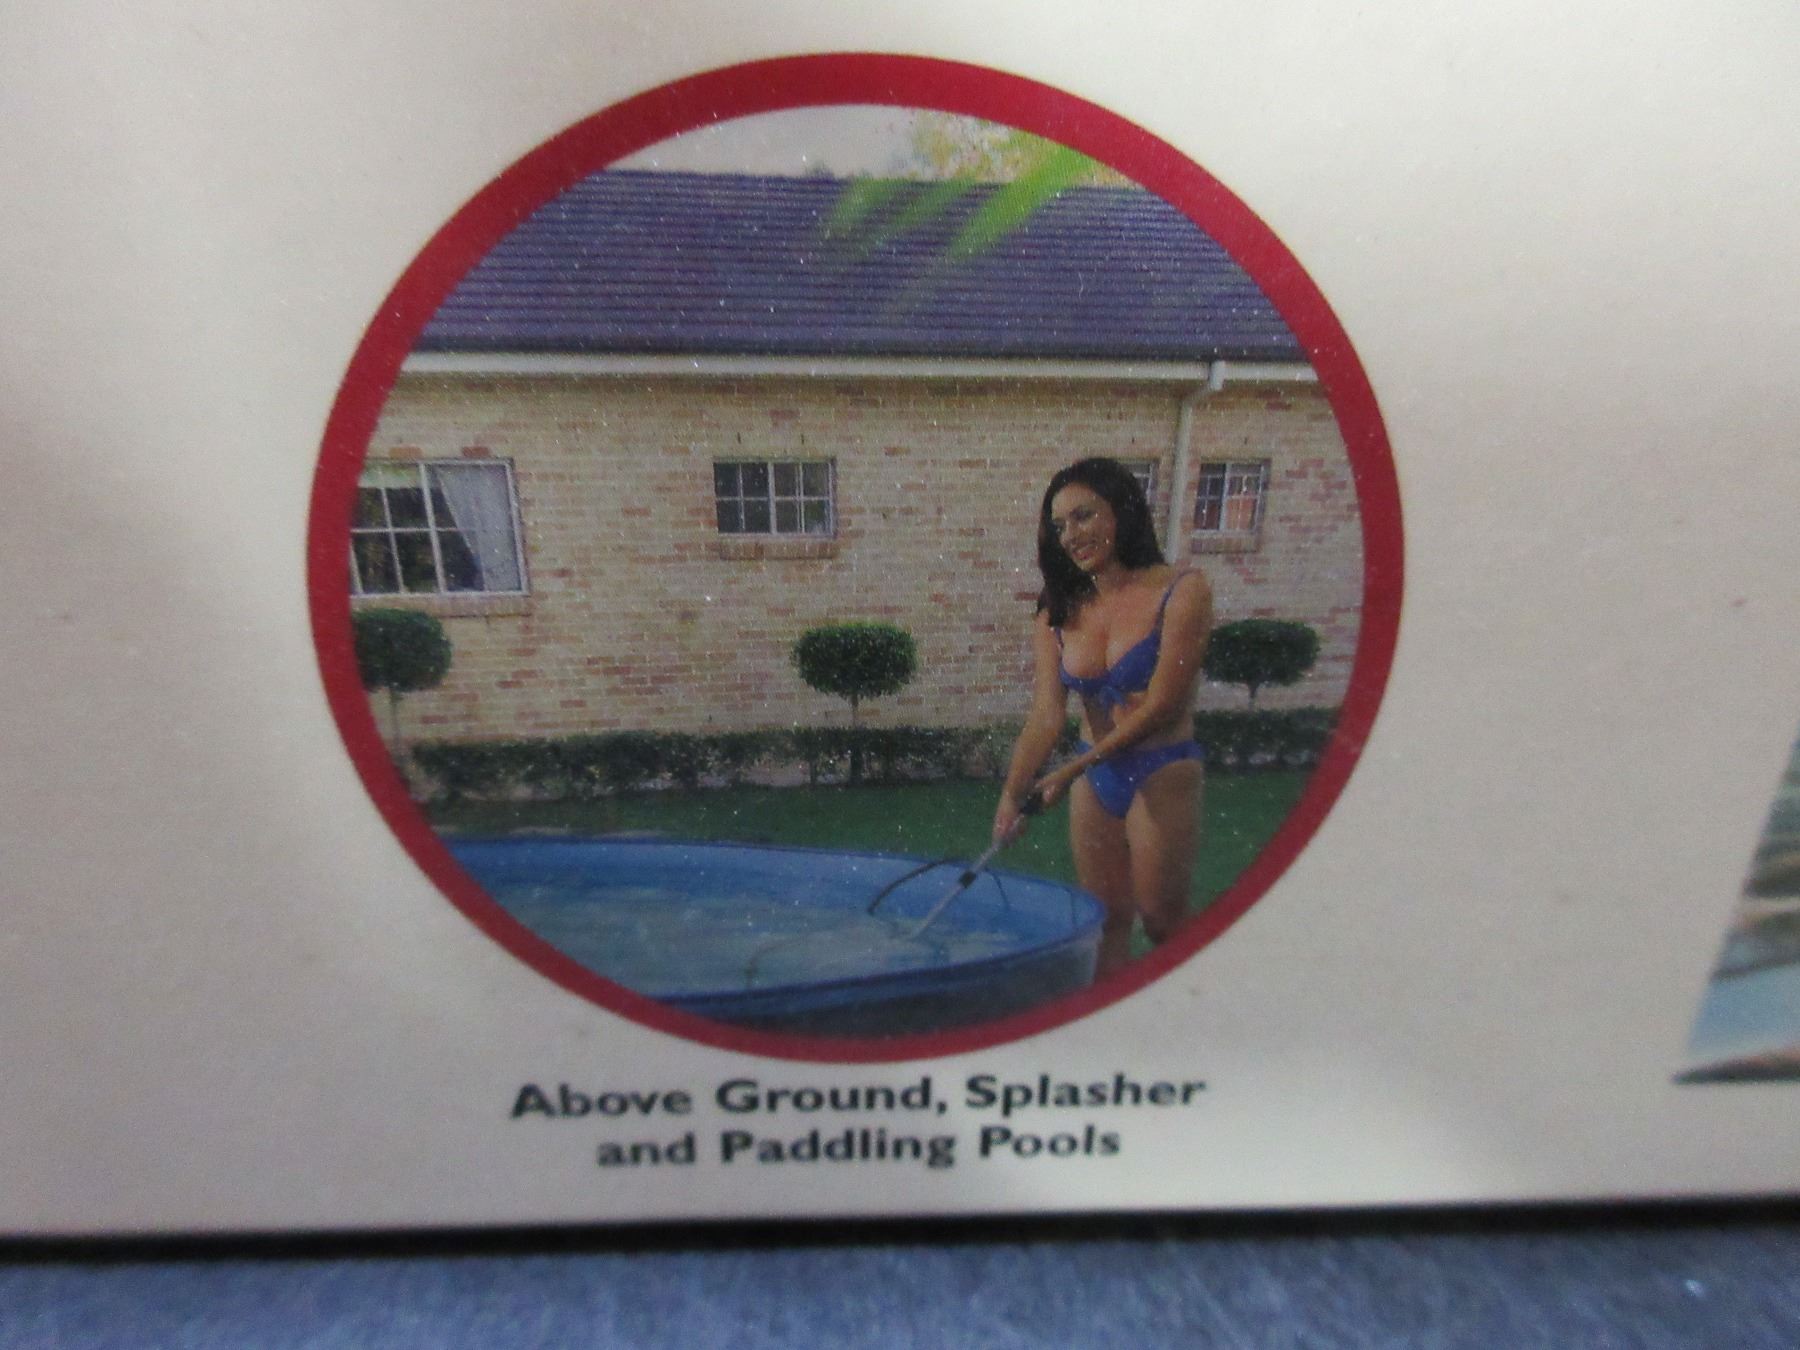 Above Ground, Splasher
and Paddling Pools